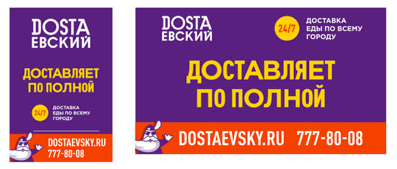 DOSTA
ЕВСКИЙ
ДОСТАВЛЯЕТ
ПО ПОЛНОЙ
24/7
ДОСТАВКА
ЕДЫ ПО ВСЕМУ
ГОРОДУ
DOSTAEVSKY.RU
777-80-08
DOSTA
ЕВСКИЙ
24/7
ДОСТАВКА
ЕДЫ ПО ВСЕМУ
ГОРОДУ
ДОСТАВЛЯЕТ
ПО ПОЛНОЙ
DOSTAEVSKY.RU 777-80-08